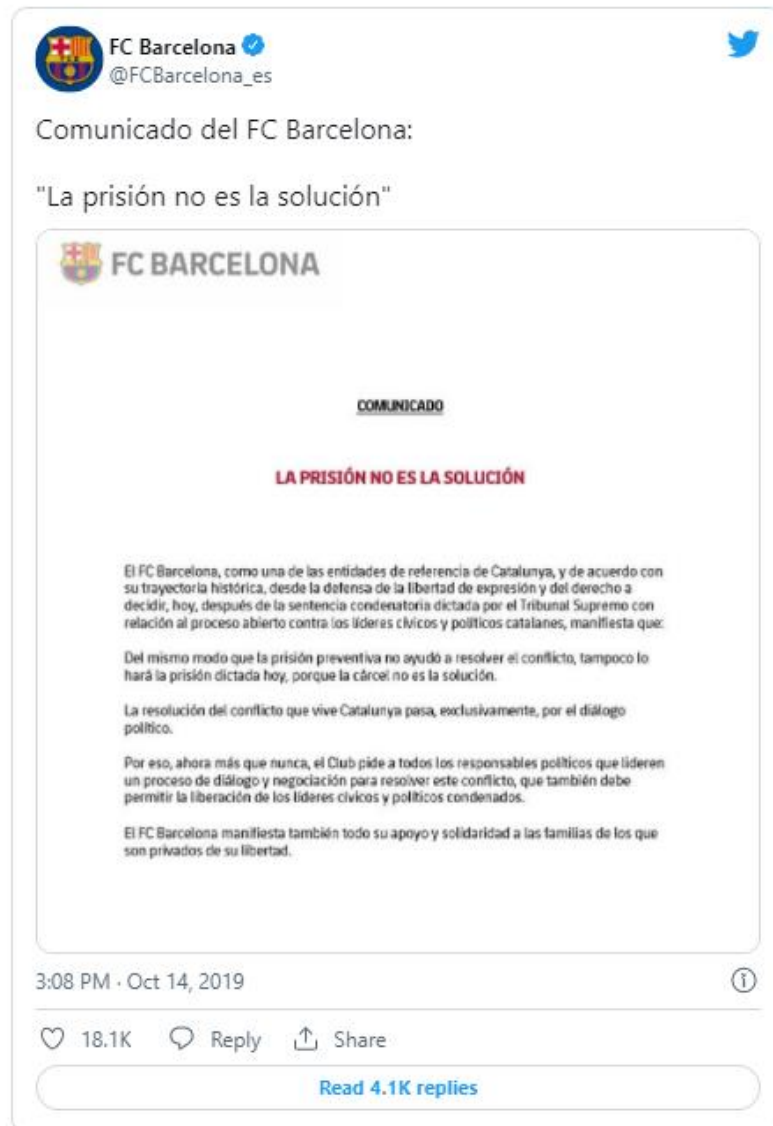 FC Barcelona
@FCBarcelona_es
Comunicado del FC Barcelona:
"La prisión no es la solución"
FC BARCELONA
COMUNICADO
LA PRISIÓN NO ES LA SOLUCIÓN
El FC Barcelona, como una de las entidades de referencia de Catalunya, y de acuerdo con
su trayectoria histórica, desde la defensa de la libertad de expresión y del derecho a
decidir, hoy, después de la sentencia condenatoria dictada por el Tribunal Supremo con
relación al proceso abierto contra los líderes cívicos y políticos catalanes, manifiesta que:
Del mismo modo que la prisión preventiva no ayudó a resolver el conflicto, tampoco lo
hará la prisión dictada hoy, porque la cárcel no es la solución.
La resolución del conflicto que vive Catalunya pasa, exclusivamente, por el diálogo
político.
Por eso, ahora más que nunca, el Club pide a todos los responsables políticos que lideren
un proceso de diálogo y negociación para resolver este conflicto, que también debe
permitir la liberación de los líderes cívicos y políticos condenados.
El FC Barcelona manifiesta también todo su apoyo y solidaridad a las familias de los que
son privados de su libertad.
3:08 PM · Oct 14, 2019
18.1K Reply Share
Read 4.1K replies